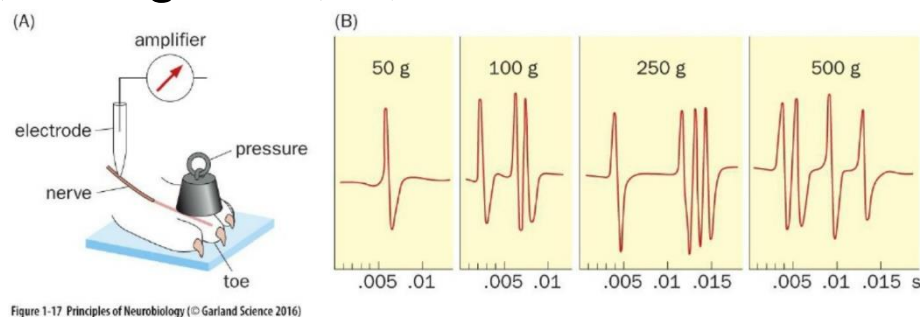 (A)
amplifier
electrode
pressure
nerve
toe
(B)
50 g
100 g
250 g
500 g
.005 .01
.005 .01
.005 .01 .015
.005 .01 .015 s
Figure 1-17 Principles of Neurobiology (© Garland Science 2016)